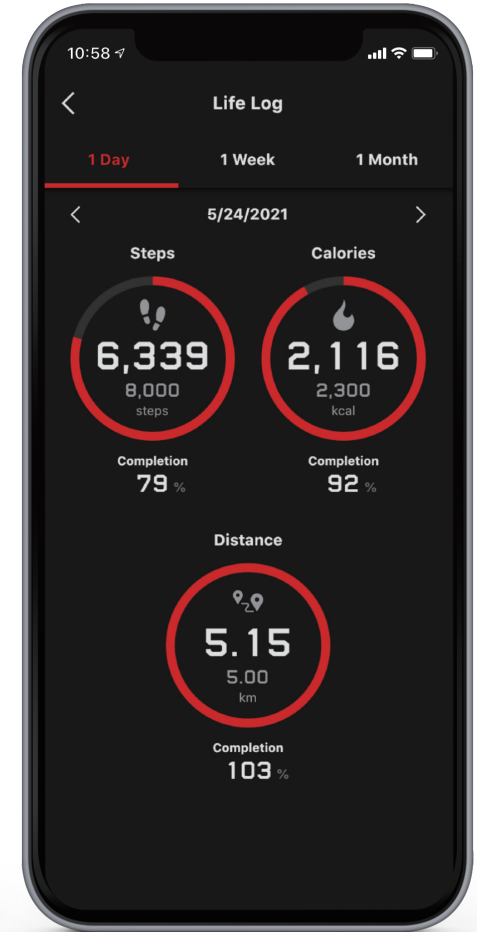 10:58
Life Log
1 Day 1 Week 1 Month
5/24/2021
Steps Calories
6,339 2,116
8,000 2,300
steps kcal
Completion Completion
79 % 92 %
Distance
5.15
5.00
km
Completion
103 %